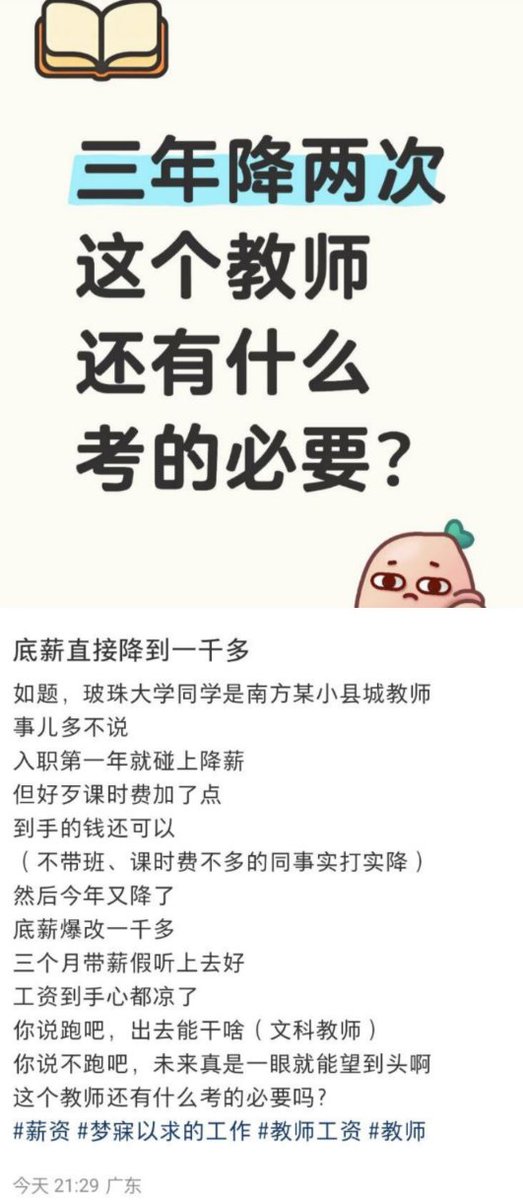 三年降两次
这个教师
还有什么
考的必要?
底薪直接降到一千多
如题，玻珠大学同学是南方某小县城教师
事儿多不说
入职第一年就碰上降薪
但好歹课时费加了点
到手的钱还可以
（不带班、课时费不多的同事实打实降）
然后今年又降了
底薪爆改一千多
三个月带薪假听上去好
工资到手心都凉了
你说跑吧，出去能干啥（文科教师）
你说不跑吧，未来真是一眼就能望到头啊
这个教师还有什么考的必要吗?
#薪资 #梦寐以求的工作 #教师工资 #教师
今天 21:29 广东